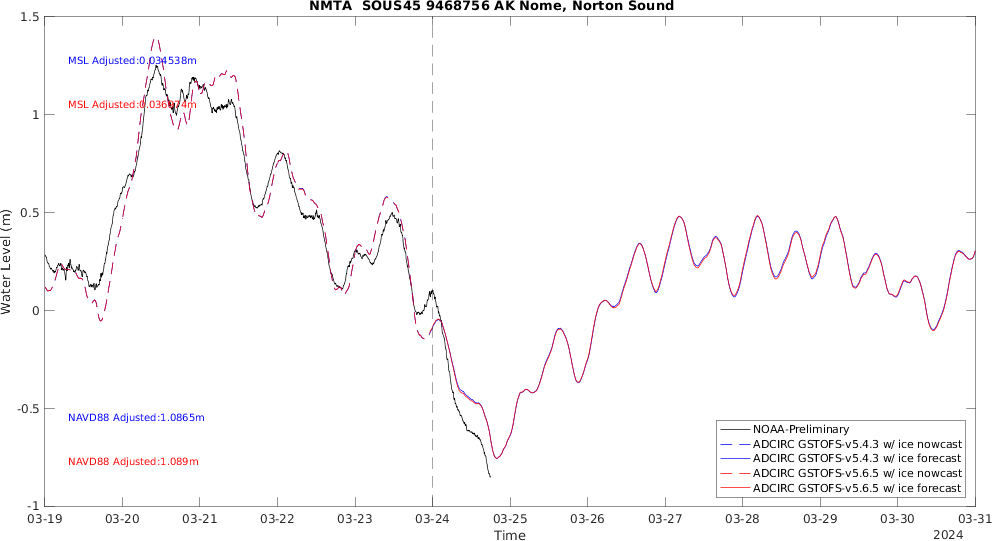 NMTA SOUS45 9468756 AK Nome, Norton Sound
1.5
1
0.5
0
-0.5
-1
Water Level (m)
MSL Adjusted:0.034538m
NAVD88 Adjusted:1.0865m
NAVD88 Adjusted:1.089m
NOAA-Preliminary
ADCIRC GSTOFS-v5.4.3 w/ ice nowcast
ADCIRC GSTOFS-v5.4.3 w/ ice forecast
ADCIRC GSTOFS-v5.6.5 w/ ice nowcast
ADCIRC GSTOFS-v5.6.5 w/ ice forecast
03-19 03-20 03-21 03-22 03-23 03-24 03-25 03-26 03-27 03-28 03-29 03-30 03-31
Time
2024